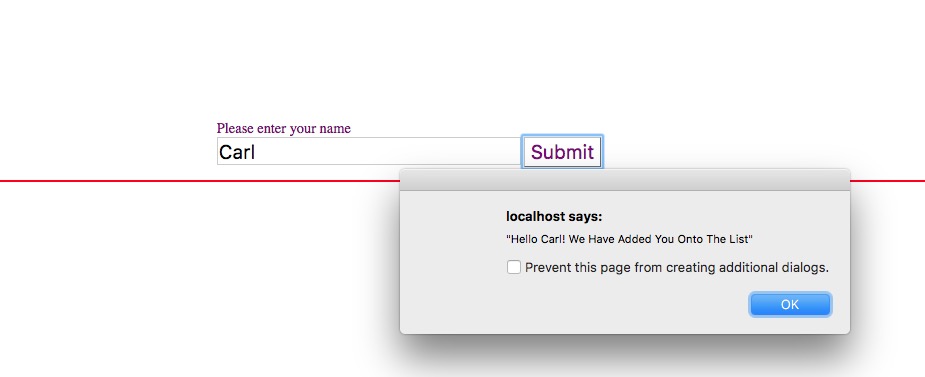 Please enter your name
Carl
Submit
localhost says:
"Hello Carl! We Have Added You Onto The List"
Prevent this page from creating additional dialogs.
OK